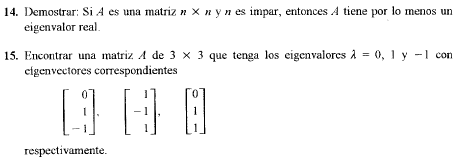 14. Demostrar: Si A es una matriz n × n y n es impar, entonces A tiene por lo menos un
eigenvalor real.
15. Encontrar una matriz A de 3 × 3 que tenga los eigenvalores λ = 0, 1 y −1 con
eigenvectores correspondientes
[0 1 −1], [1 −1 1], [0 1 1]
respectivamente.